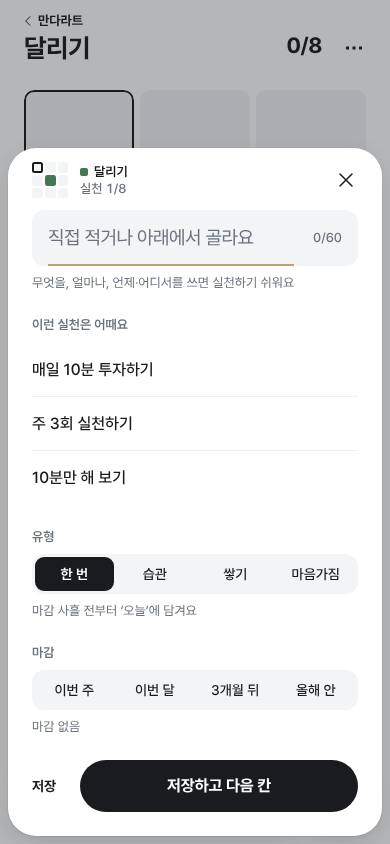 만다라트
달리기
0/8
달리기
실천 1/8
직접 적거나 아래에서 골라요
0/60
무엇을, 얼마나, 언제·어디서를 쓰면 실천하기 쉬워요
이런 실천은 어때요
매일 10분 투자하기
주 3회 실천하기
10분만 해 보기
유형
한 번 습관 쌓기 마음가짐
마감 사흘 전부터 ‘오늘’에 담겨요
마감
이번 주 이번 달 3개월 뒤 올해 안
마감 없음
저장
저장하고 다음 칸